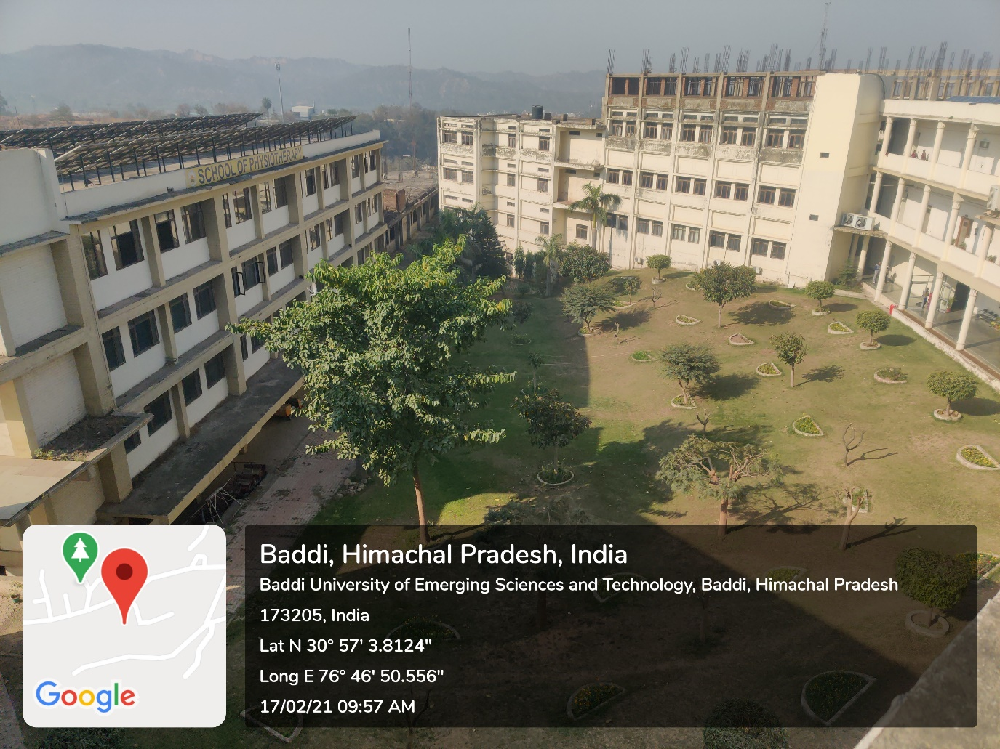 SCHOOL OF PHYSIOTHERAPY
Baddi, Himachal Pradesh, India
Baddi University of Emerging Sciences and Technology, Baddi, Himachal Pradesh
173205, India
Lat N 30° 57' 3.8124"
Long E 76° 46' 50.556"
17/02/21 09:57 AM
Google